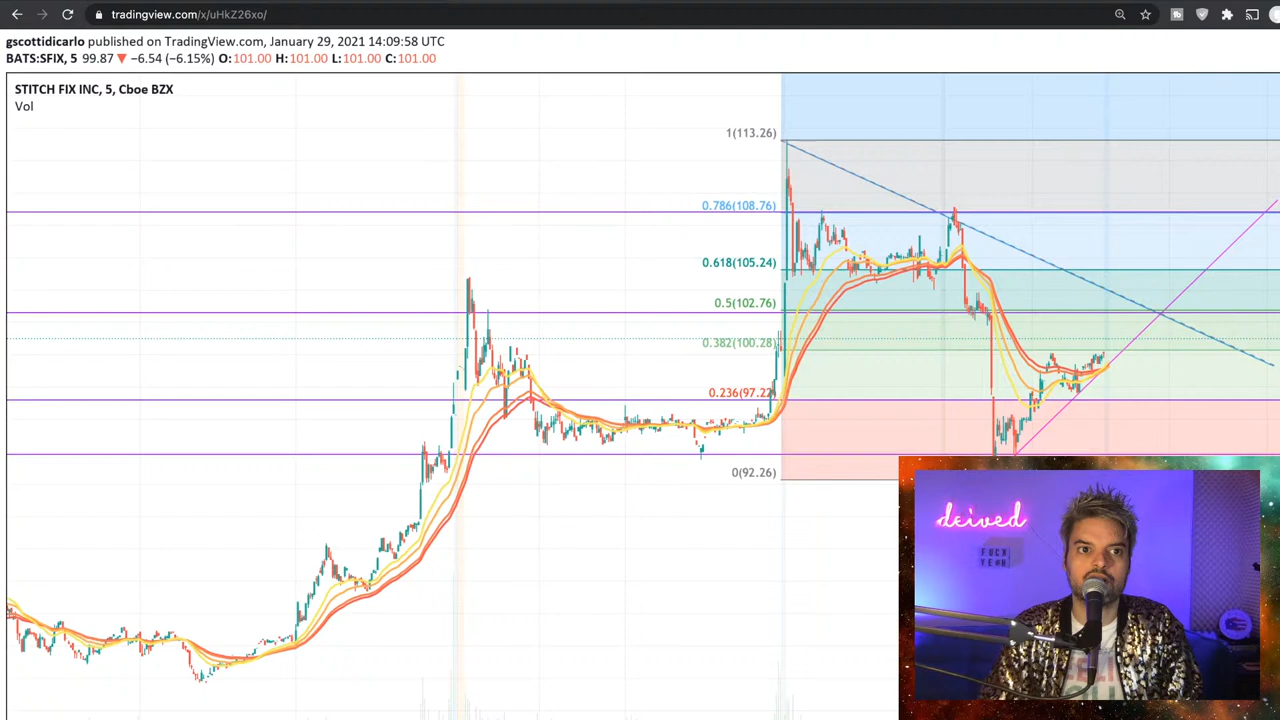 tradingview.com/x/uHkZ26xo/
gscottidicarlo published on TradingView.com, January 29, 2021 14:09:58 UTC
BATS:SFIX, 5 99.87 ▼ −6.54 (−6.15%) O:101.00 H:101.00 L:101.00 C:101.00
STITCH FIX INC, 5, Cboe BZX
Vol
1(113.26)
0.786(108.76)
0.618(105.24)
0.5(102.76)
0.382(100.28)
0.236(97.22)
0(92.26)
deived
FUCK
YEAR